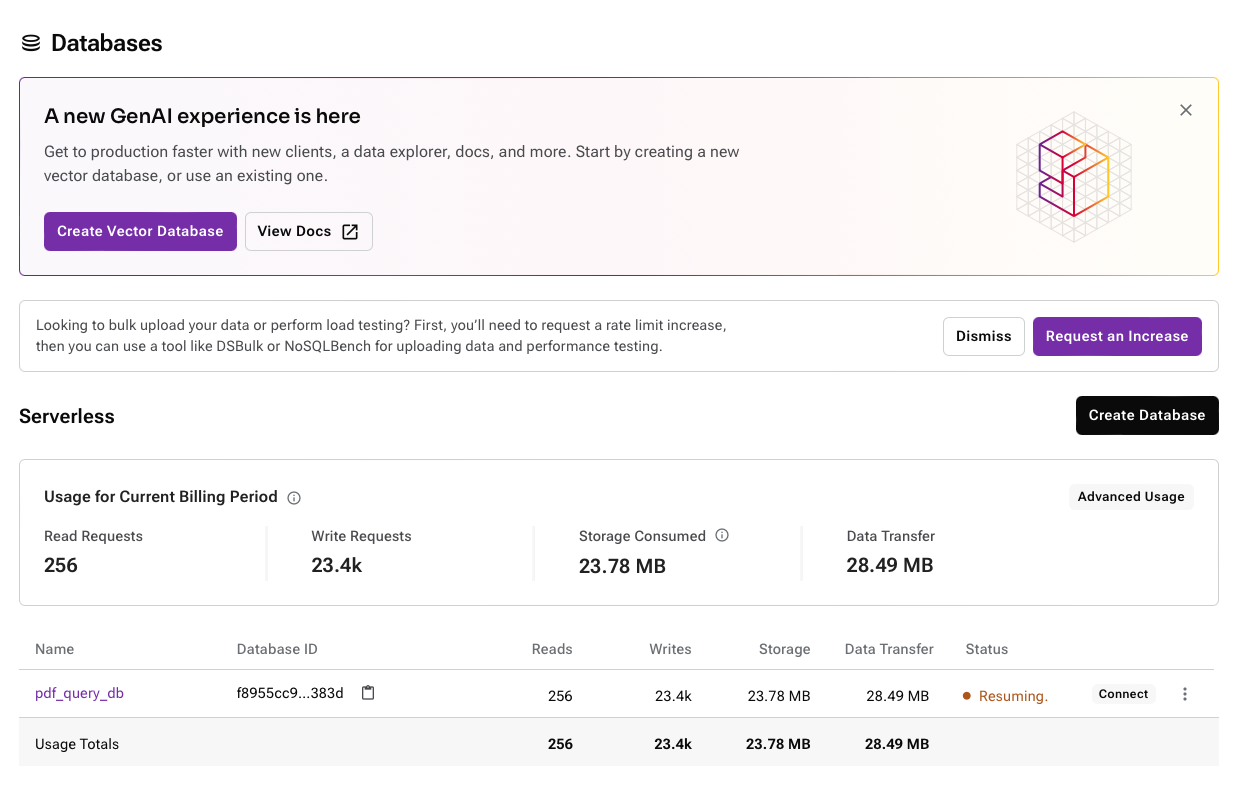 Databases
A new GenAI experience is here
Get to production faster with new clients, a data explorer, docs, and more. Start by creating a new
vector database, or use an existing one.
Create Vector Database View Docs
Looking to bulk upload your data or perform load testing? First, you’ll need to request a rate limit increase,
then you can use a tool like DSBulk or NoSQLBench for uploading data and performance testing.
Dismiss Request an Increase
Serverless Create Database
Usage for Current Billing Period Advanced Usage
Read Requests Write Requests Storage Consumed Data Transfer
256 23.4k 23.78 MB 28.49 MB
Name Database ID Reads Writes Storage Data Transfer Status
pdf_query_db f8955cc9...383d 256 23.4k 23.78 MB 28.49 MB Resuming. Connect
Usage Totals 256 23.4k 23.78 MB 28.49 MB